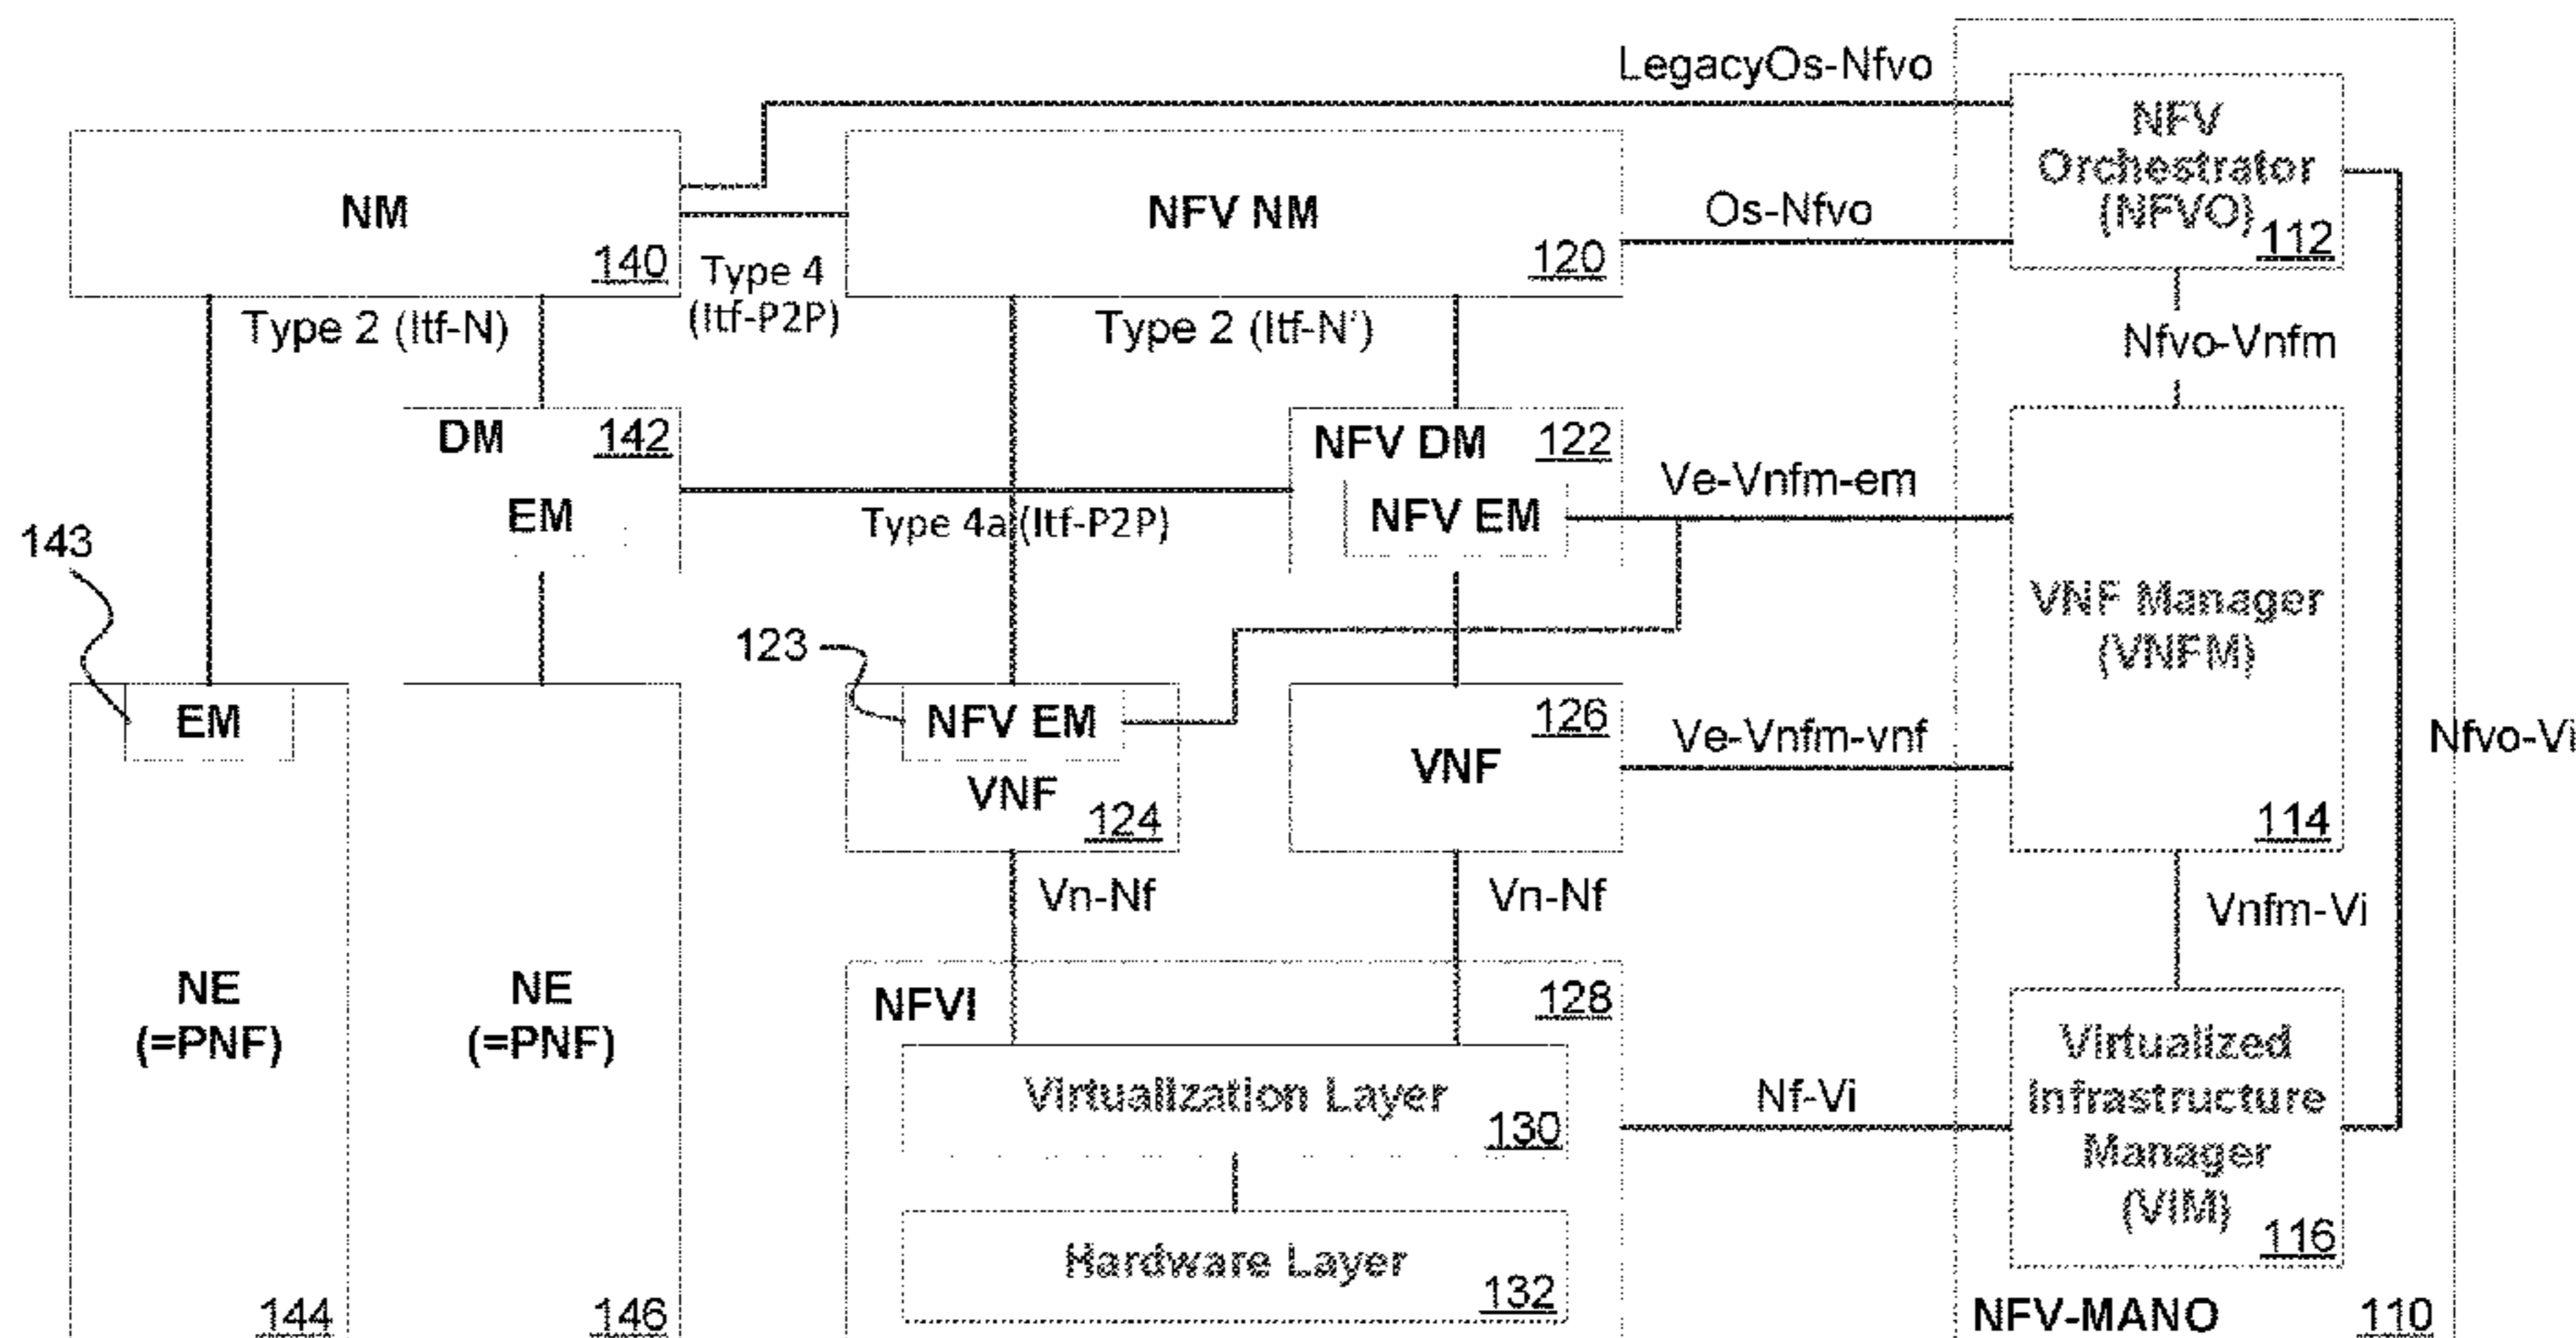 LegacyOs-Nfvo
NFV
Orchestrator
(NFVO)
112
NM
140
Type 4
(Itf-P2P)
NFV NM
120
Os-Nfvo
Type 2 (Itf-N)
Type 2 (Itf-N')
Nfvo-Vnfm
DM
142
EM
NFV DM
122
NFV EM
Ve-Vnfm-em
Type 4a (Itf-P2P)
143
123
VNF Manager
(VNFM)
114
EM
NFV EM
VNF
124
126
VNF
Ve-Vnfm-vnf
Nfvo-Vi
Vn-Nf
Vn-Nf
Vnfm-Vi
NE
(=PNF)
144
NE
(=PNF)
146
NFVI
128
Virtualization Layer
130
Hardware Layer
132
Nf-Vi
Virtualized
Infrastructure
Manager
(VIM)
116
NFV-MANO
110